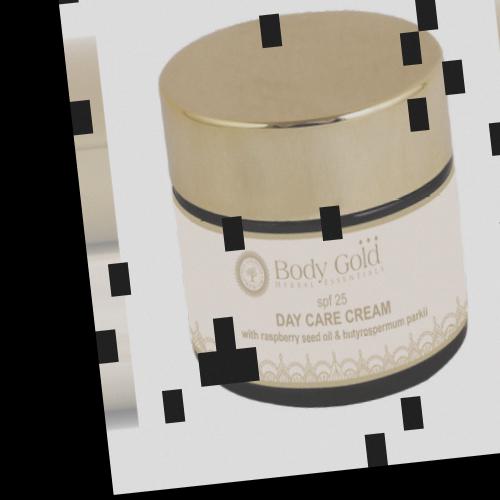 Body Gold
HERBAL ESSENTIALS
spf 25
DAY CARE CREAM
with raspberry seed oil & butyrospermum parkii